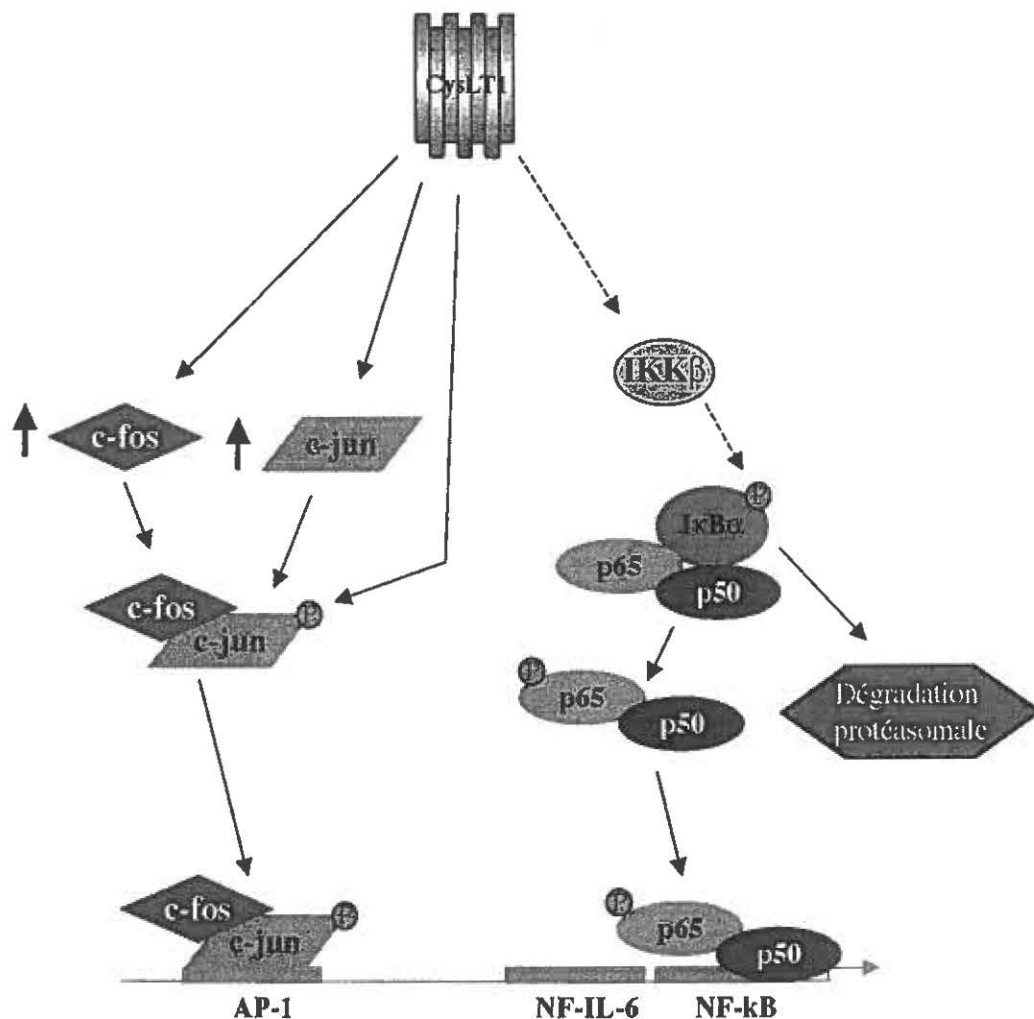 CysLT1
IKKβ
c-fos
c-jun
P
IκBα
p65
p50
c-fos
c-jun
P
P
p65
p50
Dégradation
protéasomale
c-fos
c-jun
P
P
p65
p50
AP-1
NF-IL-6
NF-kB